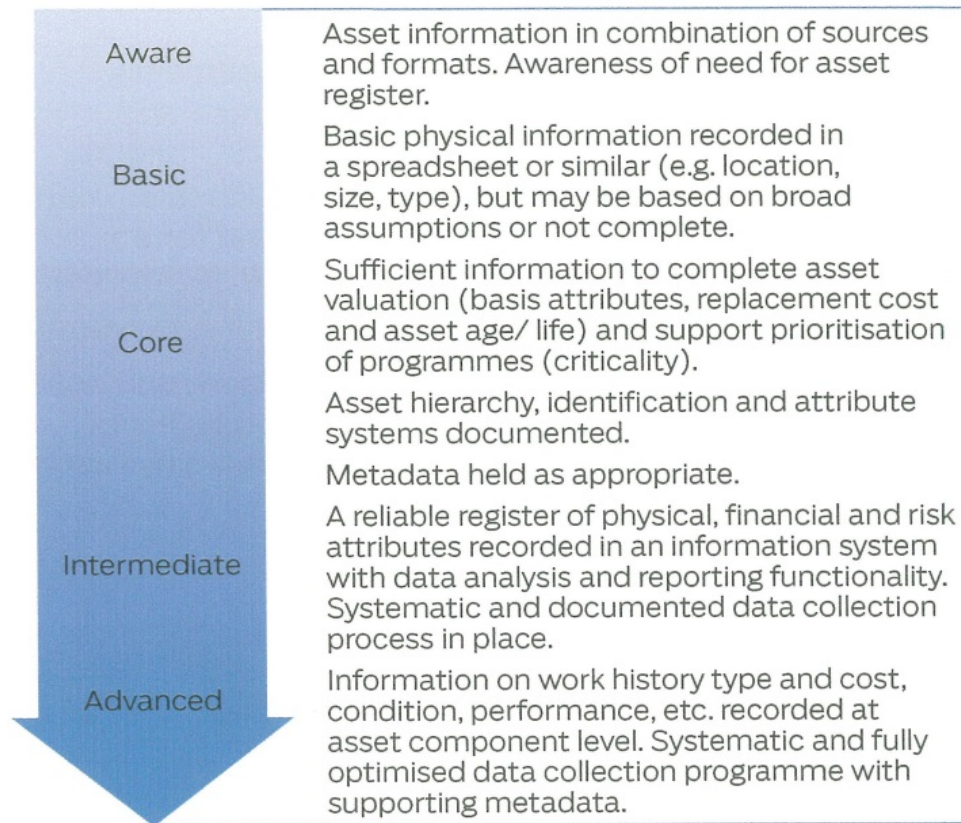 Aware
Asset information in combination of sources
and formats. Awareness of need for asset
register.
Basic
Basic physical information recorded in
a spreadsheet or similar (e.g. location,
size, type), but may be based on broad
assumptions or not complete.
Core
Sufficient information to complete asset
valuation (basis attributes, replacement cost
and asset age/ life) and support prioritisation
of programmes (criticality).
Asset hierarchy, identification and attribute
systems documented.
Metadata held as appropriate.
Intermediate
A reliable register of physical, financial and risk
attributes recorded in an information system
with data analysis and reporting functionality.
Systematic and documented data collection
process in place.
Advanced
Information on work history type and cost,
condition, performance, etc. recorded at
asset component level. Systematic and fully
optimised data collection programme with
supporting metadata.